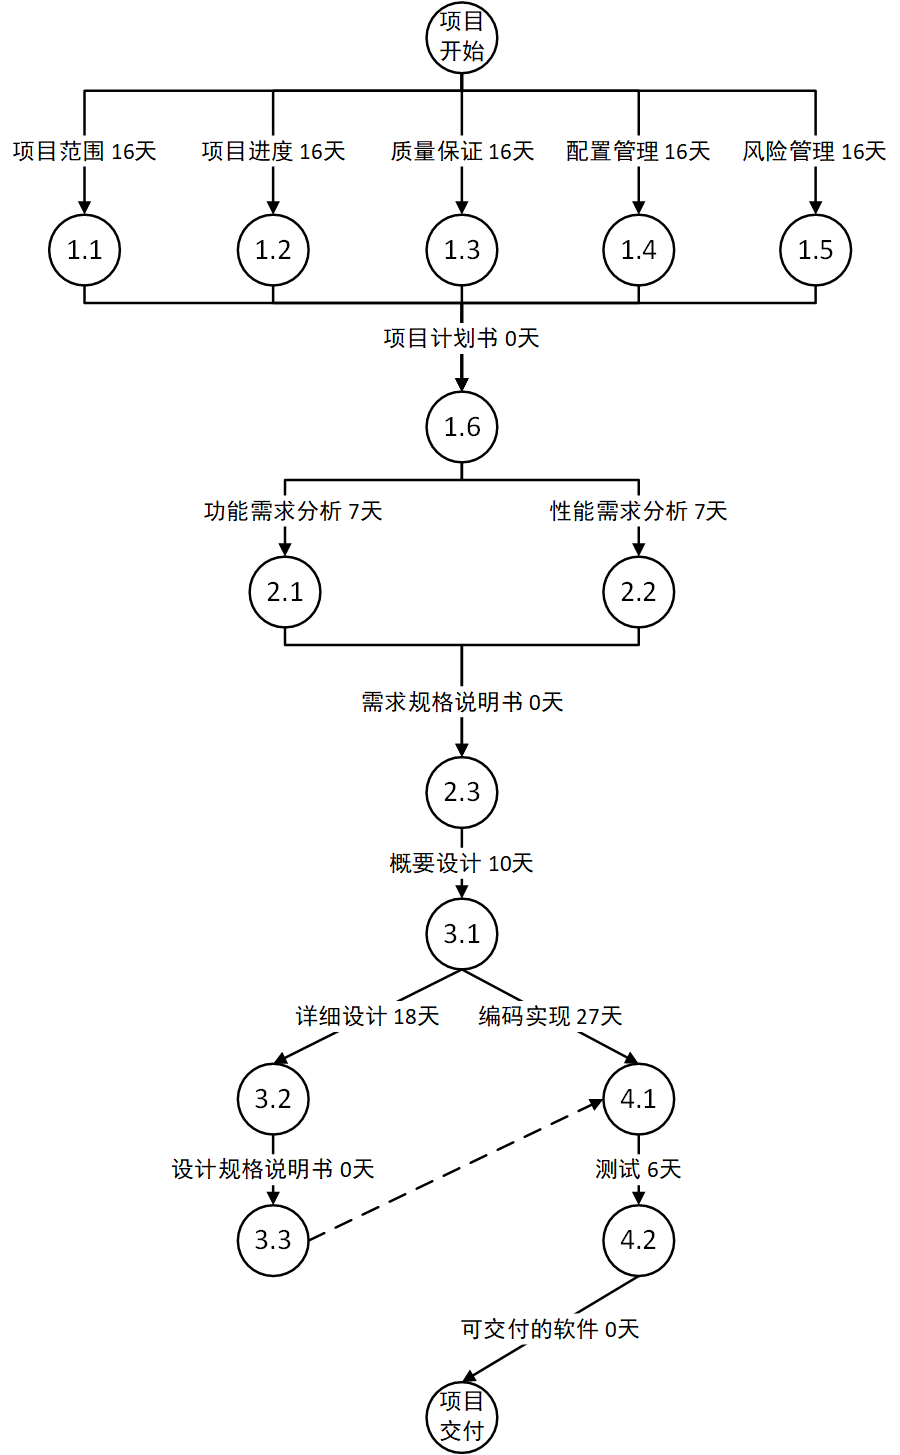 项目
开始
项目范围 16天
项目进度 16天
质量保证 16天
配置管理 16天
风险管理 16天
1.1
1.2
1.3
1.4
1.5
项目计划书 0天
1.6
功能需求分析 7天
性能需求分析 7天
2.1
2.2
需求规格说明书 0天
2.3
概要设计 10天
3.1
详细设计 18天
编码实现 27天
3.2
4.1
设计规格说明书 0天
测试 6天
3.3
4.2
可交付的软件 0天
项目
交付